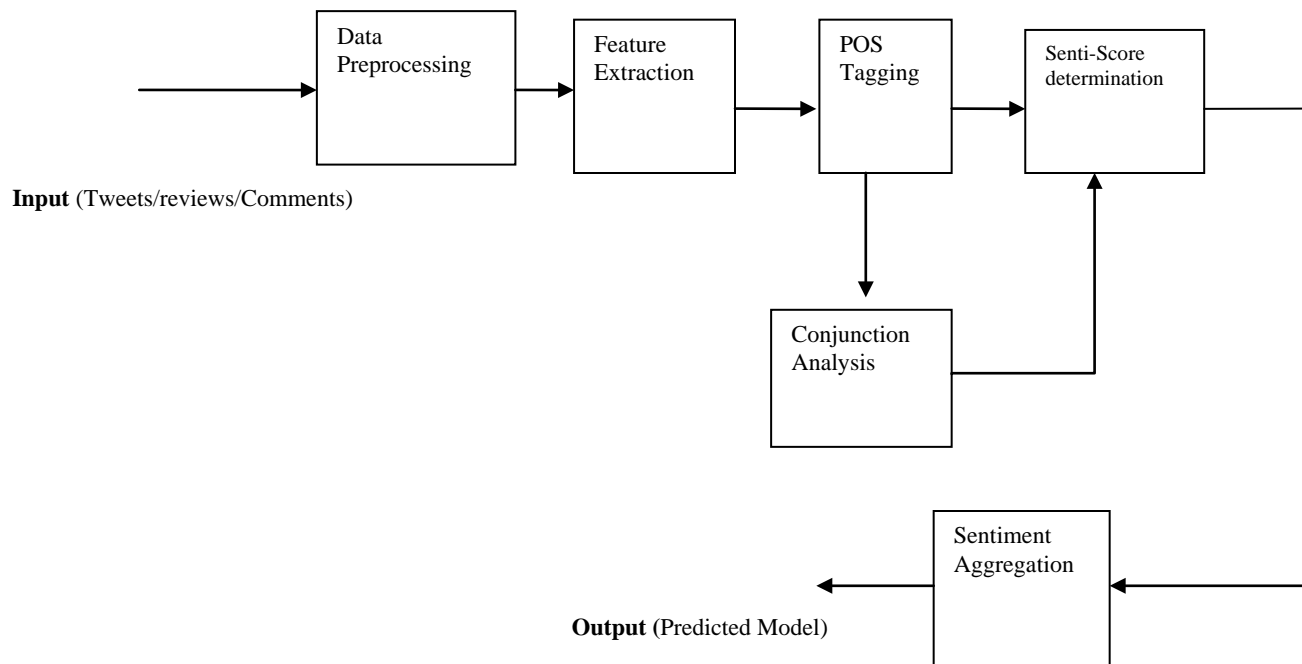 Data
Preprocessing
Feature
Extraction
POS
Tagging
Senti-Score
determination
Input (Tweets/reviews/Comments)
Conjunction
Analysis
Sentiment
Aggregation
Output (Predicted Model)